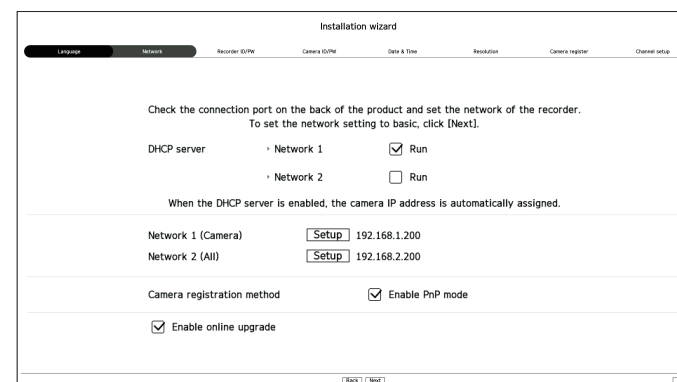 Installation wizard
Language Network Recorder ID/PW Camera ID/PW Date & Time Resolution Camera register Channel setup
Check the connection port on the back of the product and set the network of the recorder.
To set the network setting to basic, click [Next].
DHCP server Network 1 Run
Network 2 Run
When the DHCP server is enabled, the camera IP address is automatically assigned.
Network 1 (Camera) Setup 192.168.1.200
Network 2 (All) Setup 192.168.2.200
Camera registration method Enable PnP mode
Enable online upgrade
Back Next